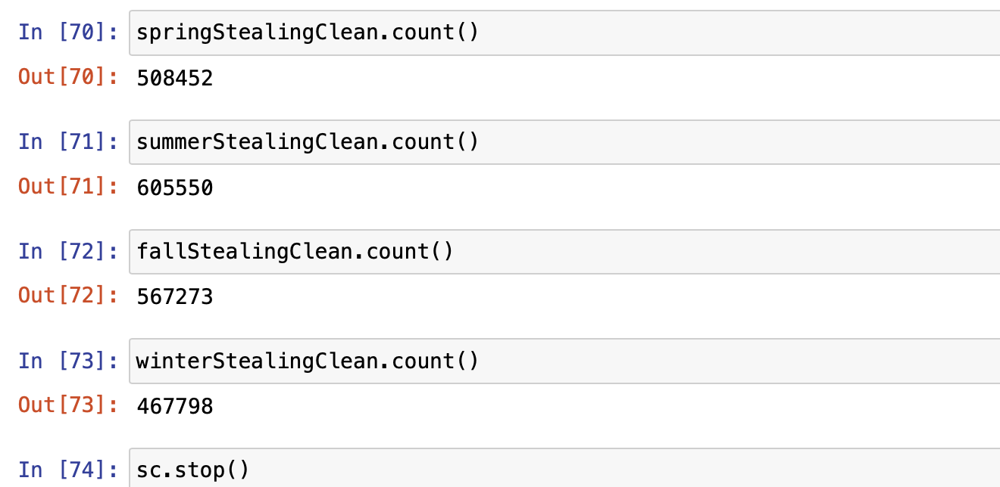 In [70]: springStealingClean.count()
Out[70]: 508452
In [71]: summerStealingClean.count()
Out[71]: 605550
In [72]: fallStealingClean.count()
Out[72]: 567273
In [73]: winterStealingClean.count()
Out[73]: 467798
In [74]: sc.stop()